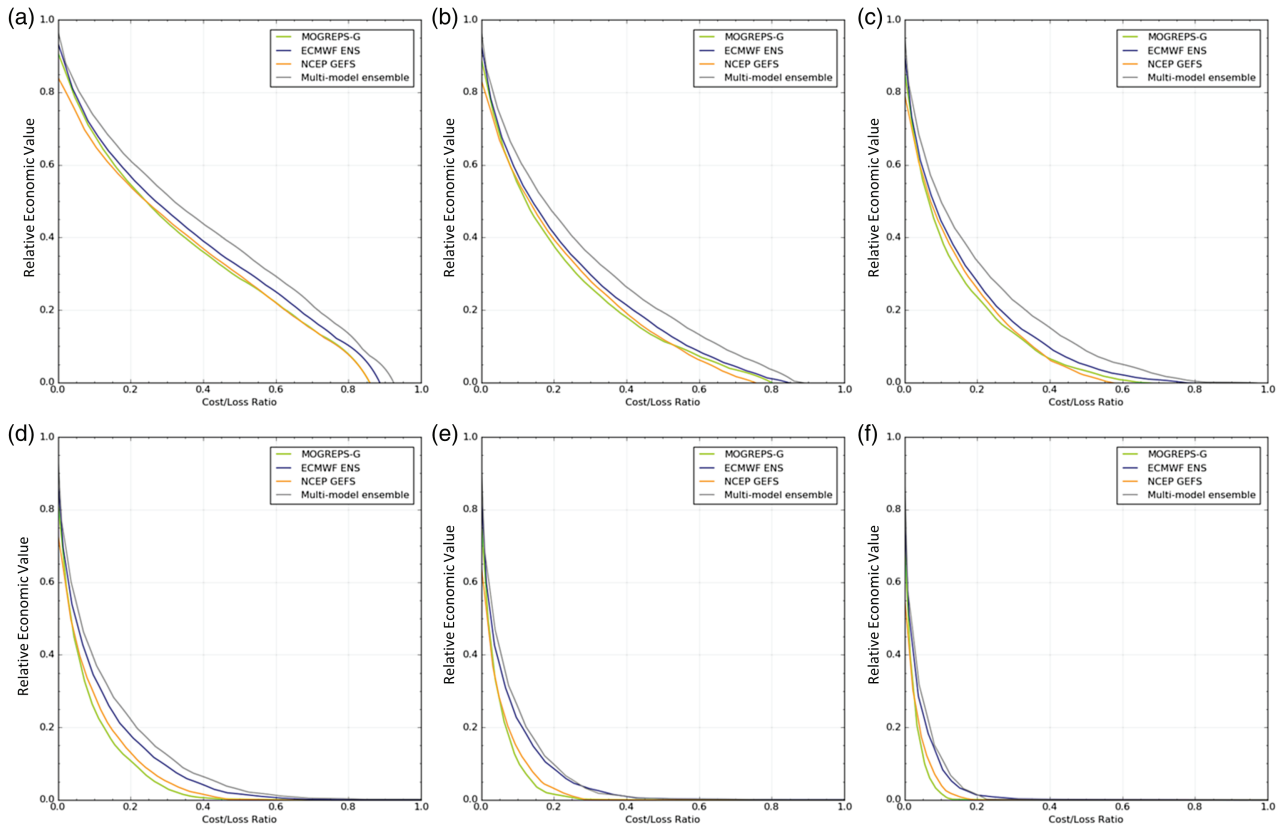 (a)
1.0
0.8
0.6
0.4
0.2
0.0
Relative Economic Value
MOGREPS-G
ECMWF ENS
NCEP GEFS
Multi-model ensemble
0.0 0.2 0.4 0.6 0.8 1.0
Cost/Loss Ratio
(b)
1.0
0.8
0.6
0.4
0.2
0.0
Relative Economic Value
MOGREPS-G
ECMWF ENS
NCEP GEFS
Multi-model ensemble
0.0 0.2 0.4 0.6 0.8 1.0
Cost/Loss Ratio
(c)
1.0
0.8
0.6
0.4
0.2
0.0
Relative Economic Value
MOGREPS-G
ECMWF ENS
NCEP GEFS
Multi-model ensemble
0.0 0.2 0.4 0.6 0.8 1.0
Cost/Loss Ratio
(d)
1.0
0.8
0.6
0.4
0.2
0.0
Relative Economic Value
MOGREPS-G
ECMWF ENS
NCEP GEFS
Multi-model ensemble
0.0 0.2 0.4 0.6 0.8 1.0
Cost/Loss Ratio
(e)
1.0
0.8
0.6
0.4
0.2
0.0
Relative Economic Value
MOGREPS-G
ECMWF ENS
NCEP GEFS
Multi-model ensemble
0.0 0.2 0.4 0.6 0.8 1.0
Cost/Loss Ratio
(f)
1.0
0.8
0.6
0.4
0.2
0.0
Relative Economic Value
MOGREPS-G
ECMWF ENS
NCEP GEFS
Multi-model ensemble
0.0 0.2 0.4 0.6 0.8 1.0
Cost/Loss Ratio